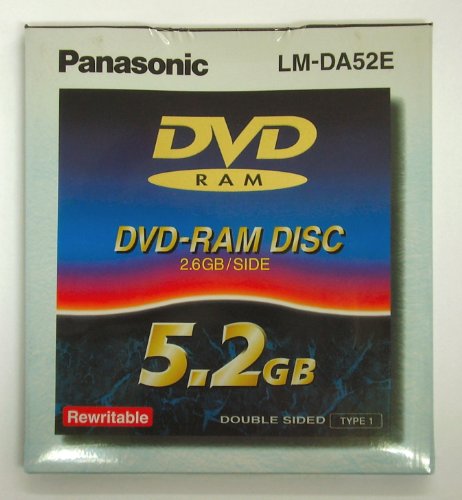 Panasonic LM-DA52E
DVD
RAM
DVD-RAM DISC
2.6GB/SIDE
5.2GB
Rewritable DOUBLE SIDED TYPE 1